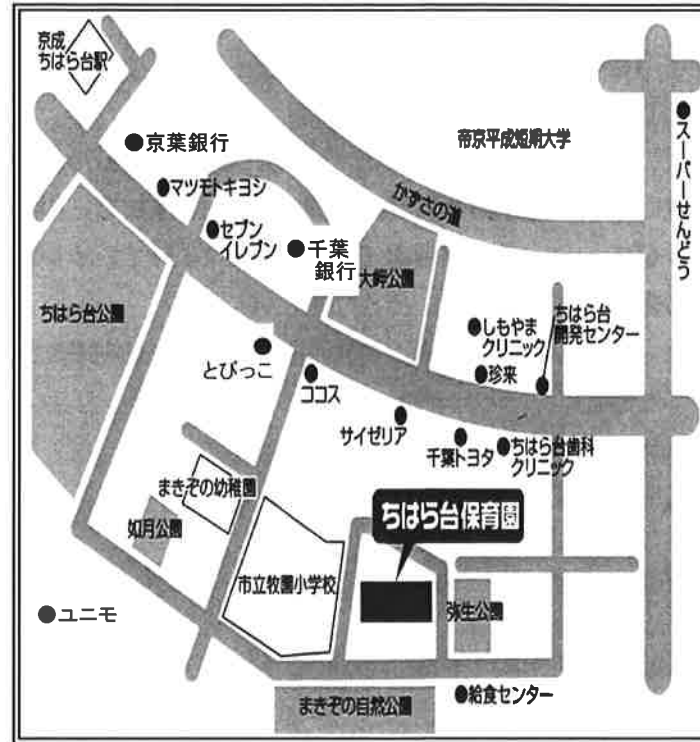 京成
ちはら台駅
●京葉銀行
●マツモトキヨシ
●セブン
イレブン
●千葉
銀行
帝京平成短期大学
●スーパーせんどう
かずさの道
大峅公園
ちはら台公園
●しもやま
クリニック
ちはら台
開発センター
●珍来
とびっこ
ココス
サイゼリア
千葉トヨタ
ちはら台歯科
クリニック
まきぞの幼稚園
如月公園
ちはら台保育園
市立牧園小学校
弥生公園
●ユニモ
まきぞの自然公園
●給食センター